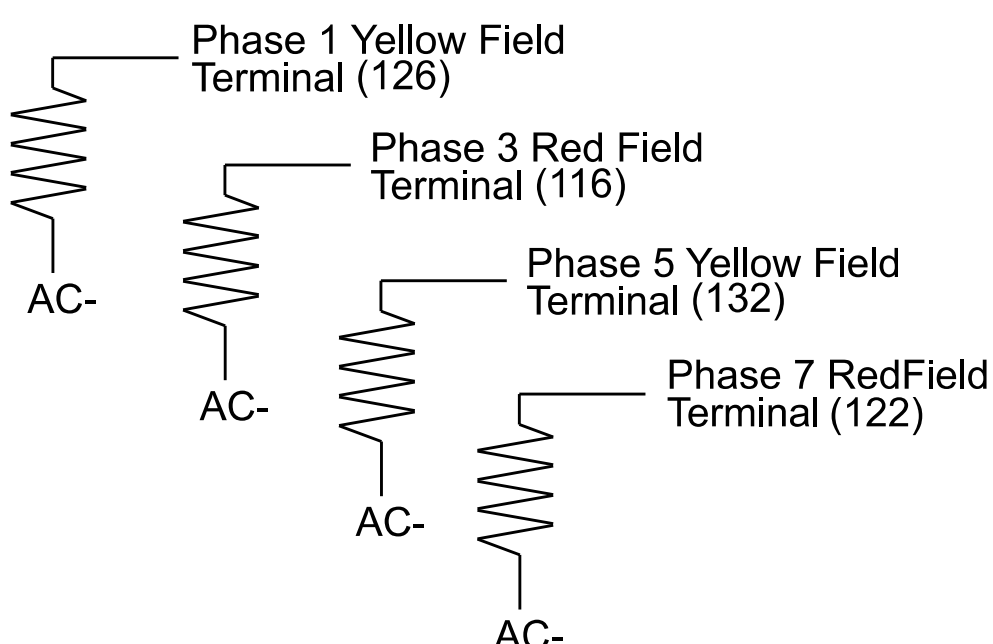 Phase 1 Yellow Field
Terminal (126)
Phase 3 Red Field
Terminal (116)
AC-
Phase 5 Yellow Field
Terminal (132)
AC-
Phase 7 RedField
Terminal (122)
AC-
AC-